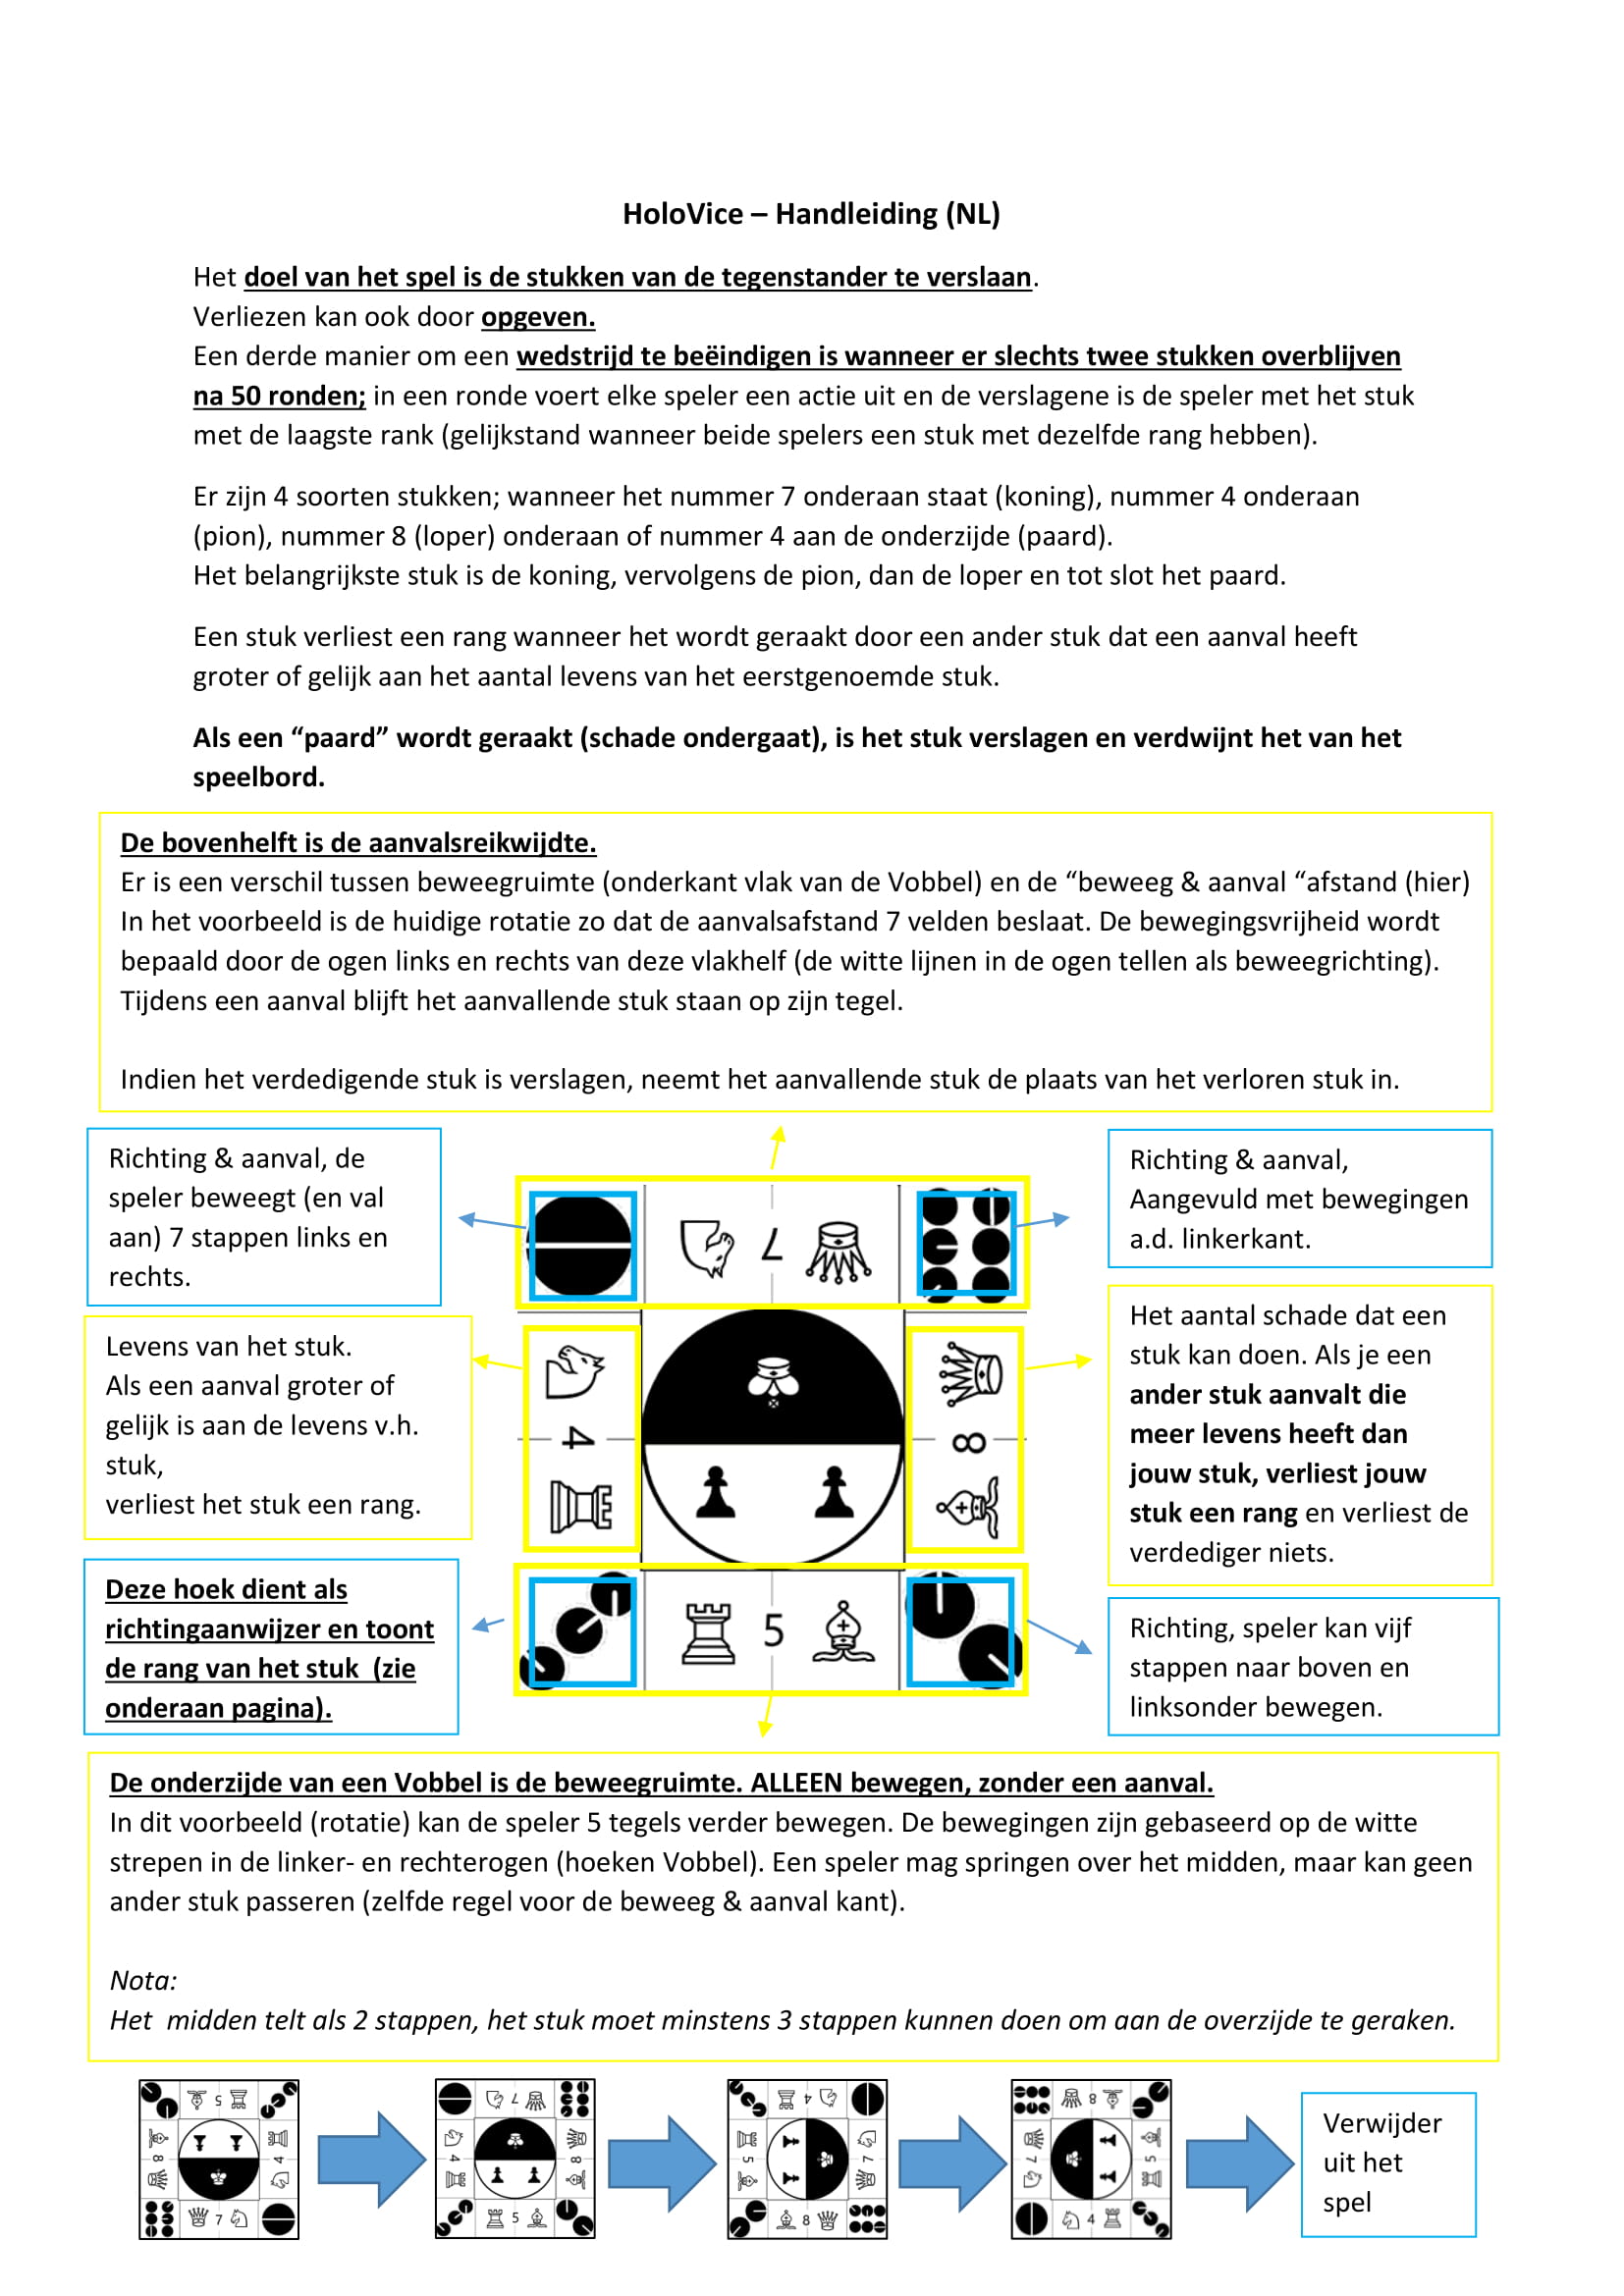 HoloVice – Handleiding (NL)
Het doel van het spel is de stukken van de tegenstander te verslaan.
Verliezen kan ook door opgeven.
Een derde manier om een wedstrijd te beëindigen is wanneer er slechts twee stukken overblijven
na 50 ronden; in een ronde voert elke speler een actie uit en de verslagene is de speler met het stuk
met de laagste rank (gelijkstand wanneer beide spelers een stuk met dezelfde rang hebben).
Er zijn 4 soorten stukken; wanneer het nummer 7 onderaan staat (koning), nummer 4 onderaan
(pion), nummer 8 (loper) onderaan of nummer 4 aan de onderzijde (paard).
Het belangrijkste stuk is de koning, vervolgens de pion, dan de loper en tot slot het paard.
Een stuk verliest een rang wanneer het wordt geraakt door een ander stuk dat een aanval heeft
groter of gelijk aan het aantal levens van het eerstgenoemde stuk.
Als een “paard” wordt geraakt (schade ondergaat), is het stuk verslagen en verdwijnt het van het
speelbord.
De bovenhelft is de aanvalsreikwijdte.
Er is een verschil tussen beweegruimte (onderkant vlak van de Vobbel) en de “beweeg & aanval “afstand (hier)
In het voorbeeld is de huidige rotatie zo dat de aanvalsafstand 7 velden beslaat. De bewegingsvrijheid wordt
bepaald door de ogen links en rechts van deze vlakhelf (de witte lijnen in de ogen tellen als beweegrichting).
Tijdens een aanval blijft het aanvallende stuk staan op zijn tegel.
Indien het verdedigende stuk is verslagen, neemt het aanvallende stuk de plaats van het verloren stuk in.
Richting & aanval, de
speler beweegt (en val
aan) 7 stappen links en
rechts.
Richting & aanval,
Aangevuld met bewegingen
a.d. linkerkant.
7
Levens van het stuk.
Als een aanval groter of
gelijk is aan de levens v.h.
stuk,
verliest het stuk een rang.
4
8
Het aantal schade dat een
stuk kan doen. Als je een
ander stuk aanvalt die
meer levens heeft dan
jouw stuk, verliest jouw
stuk een rang en verliest de
verdediger niets.
Deze hoek dient als
richtingaanwijzer en toont
de rang van het stuk (zie
onderaan pagina).
5
Richting, speler kan vijf
stappen naar boven en
linksonder bewegen.
De onderzijde van een Vobbel is de beweegruimte. ALLEEN bewegen, zonder een aanval.
In dit voorbeeld (rotatie) kan de speler 5 tegels verder bewegen. De bewegingen zijn gebaseerd op de witte
strepen in de linker- en rechterogen (hoeken Vobbel). Een speler mag springen over het midden, maar kan geen
ander stuk passeren (zelfde regel voor de beweeg & aanval kant).
Nota:
Het midden telt als 2 stappen, het stuk moet minstens 3 stappen kunnen doen om aan de overzijde te geraken.
5
8
4
7
7
4
8
5
4
5
7
8
8
7
5
4
Verwijder
uit het
spel